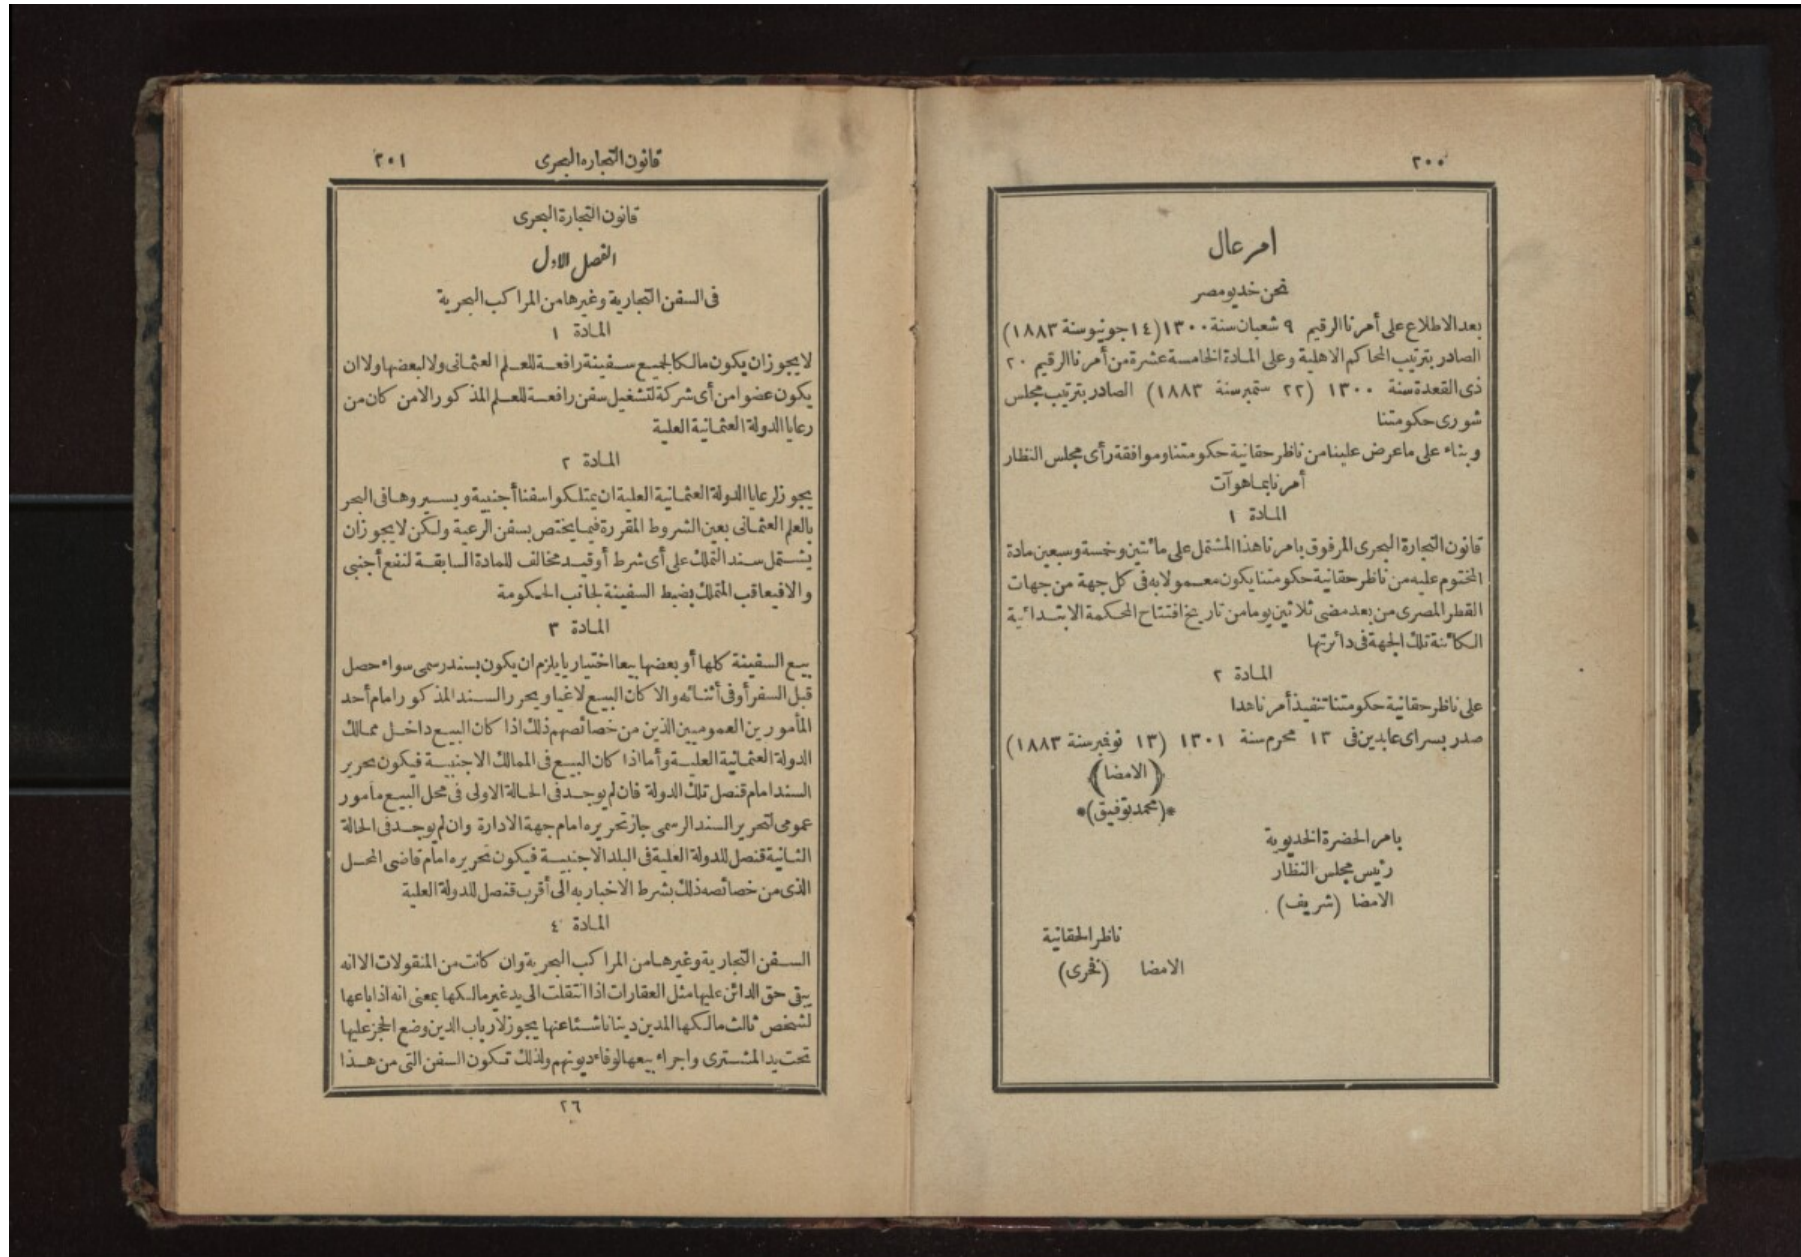 ٢٠٠
امر عال
نحن خديو مصر
بعد الاطلاع على أمرنا الرقيم ٩ شعبان سنة ١٣٠٠ (١٤ جونيو سنة ١٨٨٣)
الصادر بترتيب المحاكم الاهلية وعلى المادة الخامسة عشرة من أمرنا الرقيم ٢٠
ذى القعدة سنة ١٣٠٠ (٢٢ ستمبر سنة ١٨٨٣) الصادر بترتيب مجلس
شورى حكومتنا
وبناء على ما عرض علينا من ناظر حقانية حكومتنا وموافقة رأى مجلس النظار
أمرنا بما هو آت
المادة ١
قانون التجارة البحرى المرفوق بامرنا هذا المشتمل على مائتين وخمسة وسبعين مادة
المختوم عليه من ناظر حقانية حكومتنا يكون معمولا به فى كل جهة من جهات
القطر المصرى من بعد مضى ثلاثين يوما من تاريخ افتتاح المحكمة الابتدائية
الكائنة تلك الجهة فى دائرتها
المادة ٢
على ناظر حقانية حكومتنا تنفيذ أمرنا هذا
صدر بسراى عابدين فى ١٣ محرم سنة ١٣٠١ (١٣ نوفمبر سنة ١٨٨٣)
(الامضا)
*(محمد توفيق)*
بامر الحضرة الخديوية
رئيس مجلس النظار
الامضا (شريف)
ناظر الحقانية
الامضا (فخرى)
قانون التجاره البحرى ٢٠١
قانون التجارة البحرى
الفصل الاول
فى السفن التجارية وغيرها من المراكب البحرية
المادة ١
لا يجوز ان يكون مالكا لجميع سفينة رافعة للعلم العثمانى ولا لبعضها ولا ان
يكون عضوا من أى شركة لتشغيل سفن رافعة للعلم المذكور الا من كان من
رعايا الدولة العثمانية العلية
المادة ٢
يجوز لرعايا الدولة العثمانية العلية ان يمتلكوا سفنا أجنبية ويسيروها فى البحر
بالعلم العثمانى بعين الشروط المقررة فيما يختص بسفن الرعية ولكن لا يجوز ان
يشتمل سند التملك على أى شرط أو قيد مخالف للمادة السابقة لنفع أجنبى
والا فيعاقب المتملك بضبط السفينة لجانب الحكومة
المادة ٣
بيع السفينة كلها أو بعضها بيعا اختياريا يلزم ان يكون بسند رسمى سواء حصل
قبل السفر أو فى أثنائه والا كان البيع لاغيا ويحرر السند المذكور امام أحد
المأمورين العموميين الذين من خصائصهم ذلك اذا كان البيع داخل ممالك
الدولة العثمانية العلية وأما اذا كان البيع فى الممالك الاجنبية فيكون تحرير
السند امام قنصل تلك الدولة فان لم يوجد فى الحالة الاولى فى محل البيع مأمور
عمومى لتحرير السند الرسمى جاز تحريره امام جهة الادارة وان لم يوجد فى الحالة
الثانية قنصل للدولة العلية فى البلد الاجنبية فيكون تحريره امام قاضى المحل
الذى من خصائصه ذلك بشرط الاخبار به الى أقرب قنصل للدولة العلية
المادة ٤
السفن التجارية وغيرها من المراكب البحرية وان كانت من المنقولات الا انه
يبقى حق الدائن عليها مثل العقارات اذا انتقلت الى يد غير مالكها بمعنى انه اذا باعها
لشخص ثالث مالكها المدين دينا ناشئا عنها يجوز لارباب الدين وضع الحجز عليها
تحت يد المشترى واجراء بيعها لوفاء ديونهم ولذلك تكون السفن التى من هذا
٢٦